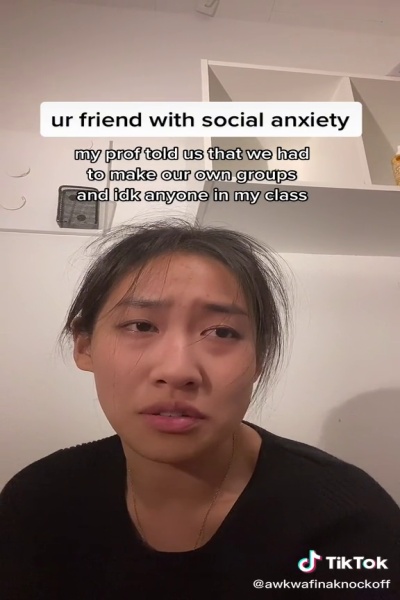 ur friend with social anxiety
my prof told us that we had
to make our own groups
and idk anyone in my class
TikTok
@awkwafinaknockoff